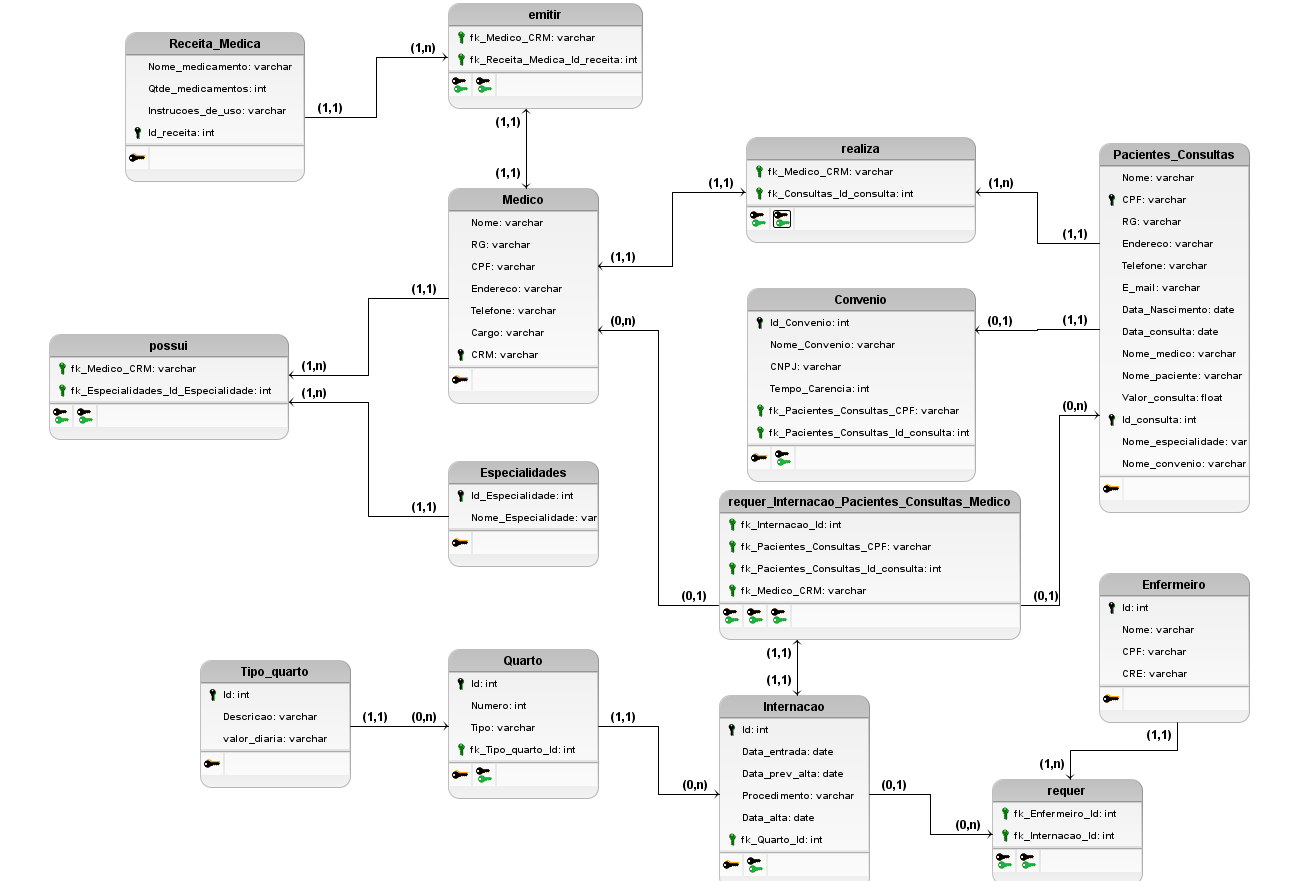 emitir
fk_Medico_CRM: varchar
fk_Receita_Medica_Id_receita: int
Receita_Medica
Nome_medicamento: varchar
Qtde_medicamentos: int
Instrucoes_de_uso: varchar
Id_receita: int
(1,1)
(1,n)
(1,1)
(1,1)
Medico
Nome: varchar
RG: varchar
CPF: varchar
Endereco: varchar
Telefone: varchar
Cargo: varchar
CRM: varchar
(1,1)
(1,1)
(0,n)
(1,1)
realiza
fk_Medico_CRM: varchar
fk_Consultas_Id_consulta: int
(1,n)
(1,1)
Pacientes_Consultas
Nome: varchar
CPF: varchar
RG: varchar
Endereco: varchar
Telefone: varchar
E_mail: varchar
Data_Nascimento: date
Data_consulta: date
Nome_medico: varchar
Nome_paciente: varchar
Valor_consulta: float
Id_consulta: int
Nome_especialidade: var
Nome_convenio: varchar
Convenio
Id_Convenio: int
Nome_Convenio: varchar
CNPJ: varchar
Tempo_Carencia: int
fk_Pacientes_Consultas_CPF: varchar
fk_Pacientes_Consultas_Id_consulta: int
(0,1)
(1,1)
(0,n)
possui
fk_Medico_CRM: varchar
fk_Especialidades_Id_Especialidade: int
(1,n)
(1,n)
(1,1)
Especialidades
Id_Especialidade: int
Nome_Especialidade: var
requer_Internacao_Pacientes_Consultas_Medico
fk_Internacao_Id: int
fk_Pacientes_Consultas_CPF: varchar
fk_Pacientes_Consultas_Id_consulta: int
fk_Medico_CRM: varchar
(0,1)
(0,1)
(1,1)
(1,1)
Enfermeiro
Id: int
Nome: varchar
CPF: varchar
CRE: varchar
(1,1)
(1,n)
Tipo_quarto
Id: int
Descricao: varchar
valor_diaria: varchar
(1,1)
(0,n)
Quarto
Id: int
Numero: int
Tipo: varchar
fk_Tipo_quarto_Id: int
(1,1)
(0,n)
Internacao
Id: int
Data_entrada: date
Data_prev_alta: date
Procedimento: varchar
Data_alta: date
fk_Quarto_Id: int
(0,1)
(0,n)
requer
fk_Enfermeiro_Id: int
fk_Internacao_Id: int